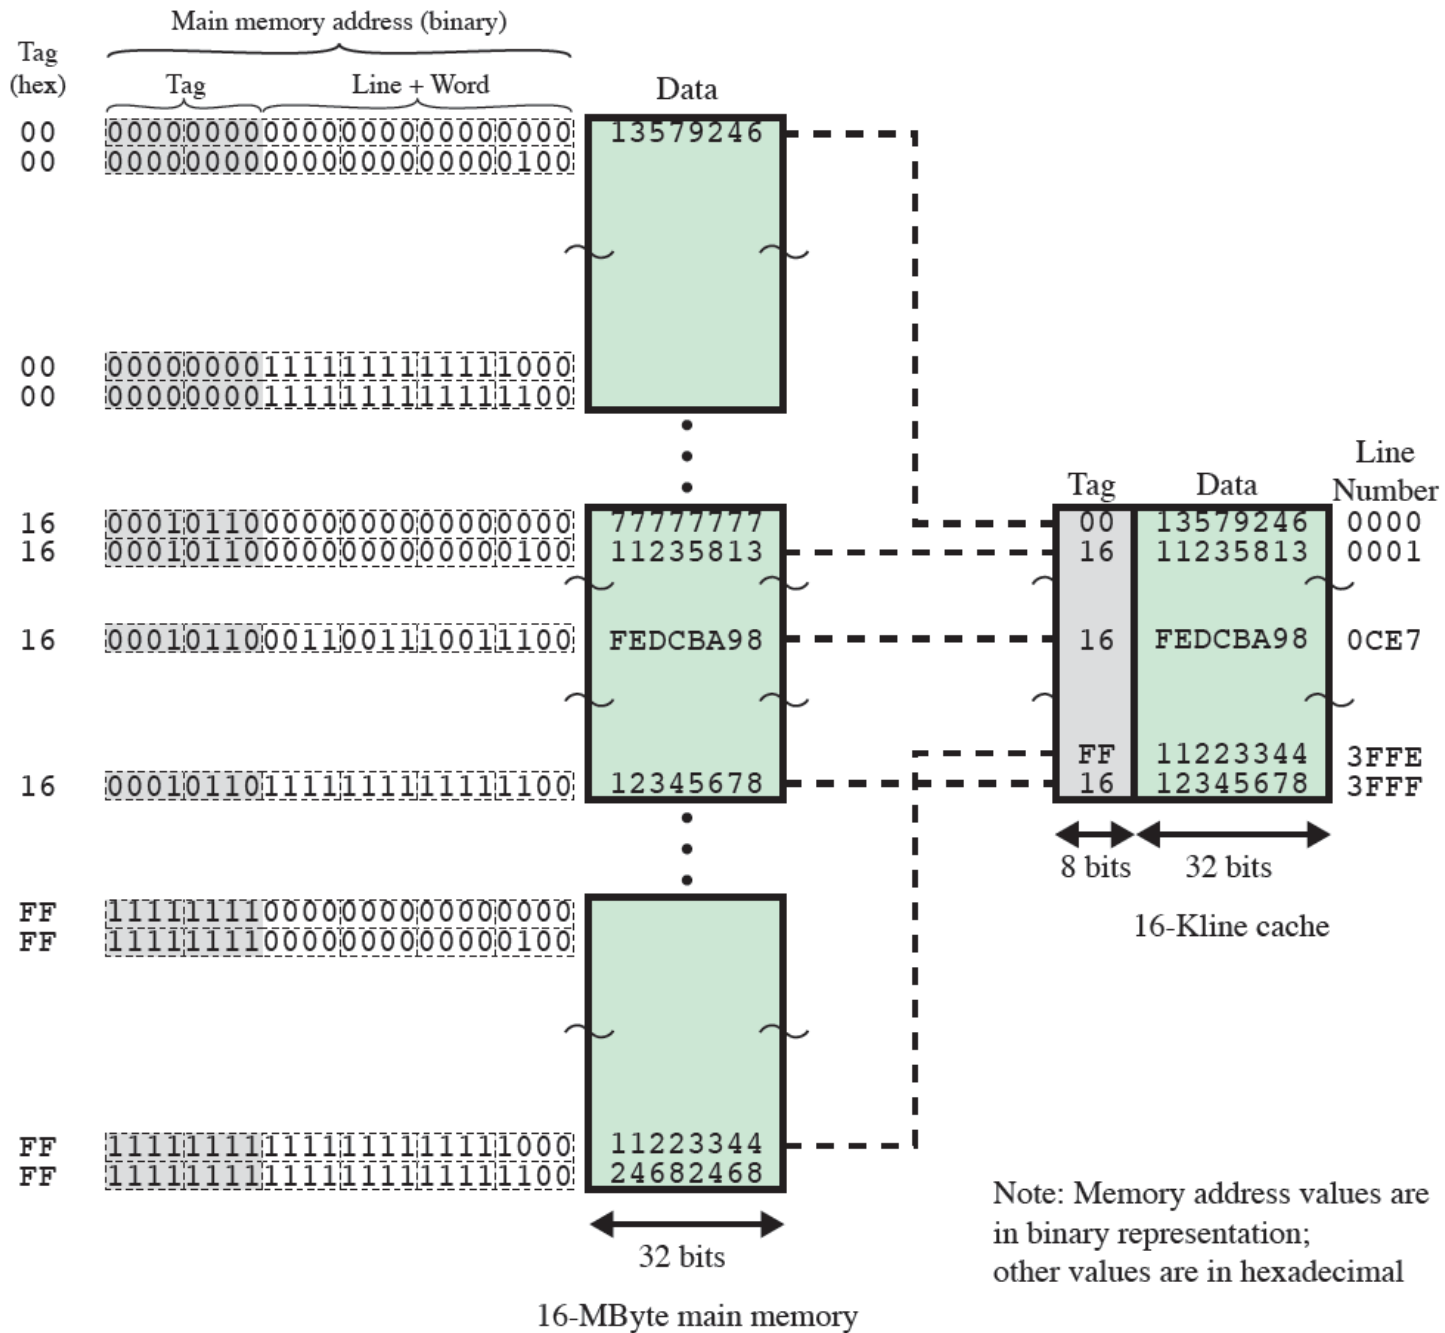 Main memory address (binary)
Tag
(hex)
Tag
Line + Word
Data
00 000000000000000000000000 13579246
00 000000000000000000000100
00 000000001111111111111000
00 000000001111111111111100
Line
Tag
Data
Number
16 000101100000000000000000 77777777
00 13579246 0000
16 000101100000000000000100 11235813
16 11235813 0001
16 000101100011001110011100 FEDCBA98
16 FEDCBA98 0CE7
FF 11223344 3FFE
16 000101101111111111111100 12345678
16 12345678 3FFF
8 bits
32 bits
16-Kline cache
FF 111111110000000000000000
FF 111111110000000000000100
FF 111111111111111111111000 11223344
FF 111111111111111111111100 24682468
32 bits
16-MByte main memory
Note: Memory address values are
in binary representation;
other values are in hexadecimal